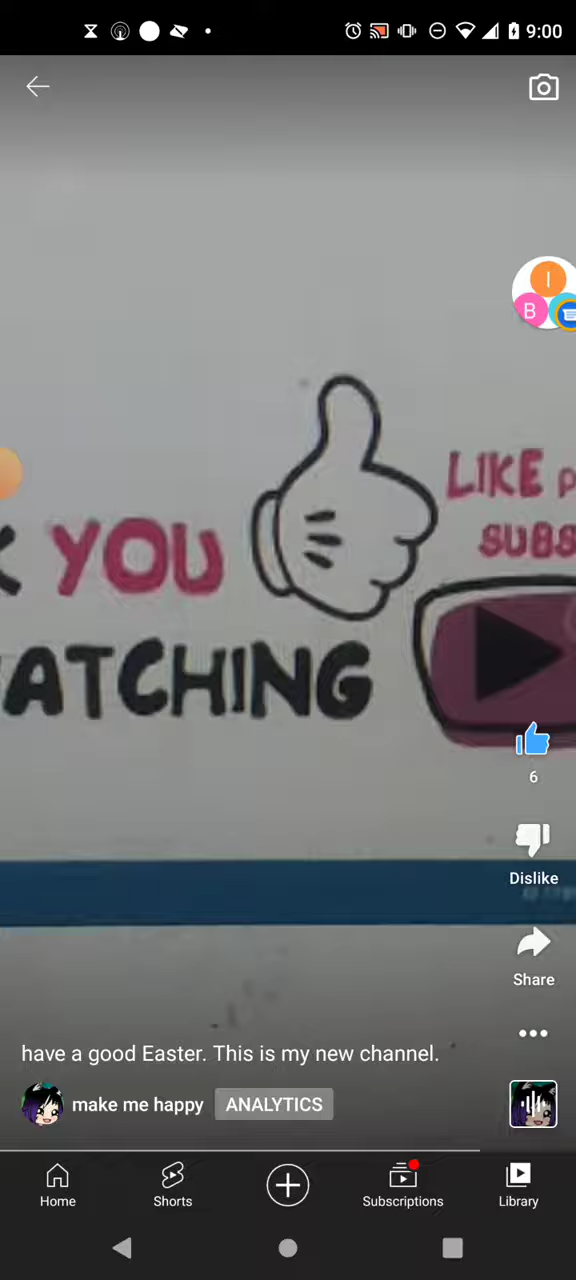 9:00
I
B
LIKE
YOU
SUBS
ATCHING
6
Dislike
Share
have a good Easter. This is my new channel.
make me happy ANALYTICS
Home Shorts Subscriptions Library